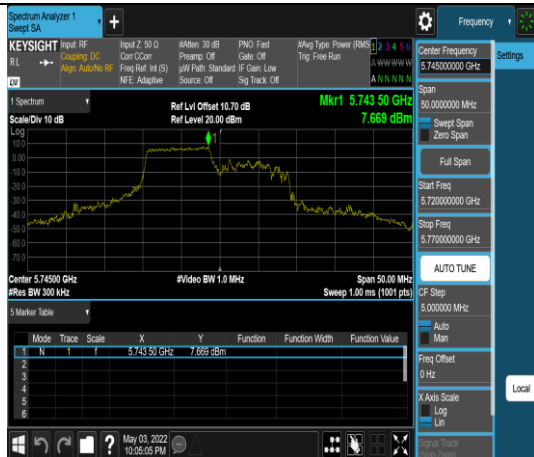 Spectrum Analyzer 1
Swept SA
Frequency
KEYSIGHT
Input: RF
Coupling: DC
Align: Auto/No RF
Input Z: 50 Ω
Corr CCorr
Freq Ref: Int (S)
NFE: Adaptive
#Atten: 30 dB
Preamp: Off
µW Path: Standard
Source: Off
PNO: Fast
Gate: Off
IF Gain: Low
Sig Track: Off
#Avg Type: Power (RMS)
Trig: Free Run
1 2 3 4 5 6
A W W W W W
A N N N N N
RL
LXI
1 Spectrum
Scale/Div 10 dB
Ref Lvl Offset 10.70 dB
Ref Level 20.00 dBm
Mkr1 5.743 50 GHz
7.669 dBm
Log
1
10.0
0.00
-10.0
-20.0
-30.0
-40.0
-50.0
-60.0
-70.0
Center 5.74500 GHz
#Res BW 300 kHz
#Video BW 1.0 MHz
Span 50.00 MHz
Sweep 1.00 ms (1001 pts)
5 Marker Table
Mode Trace Scale X Y Function Function Width Function Value
1 N 1 f 5.743 50 GHz 7.669 dBm
2
3
4
5
6
May 03, 2022
10:05:05 PM
Center Frequency
5.745000000 GHz
Span
50.0000000 MHz
Swept Span
Zero Span
Full Span
Start Freq
5.720000000 GHz
Stop Freq
5.770000000 GHz
AUTO TUNE
CF Step
5.000000 MHz
Auto
Man
Freq Offset
0 Hz
X Axis Scale
Log
Lin
Signal Track
Settings
Local